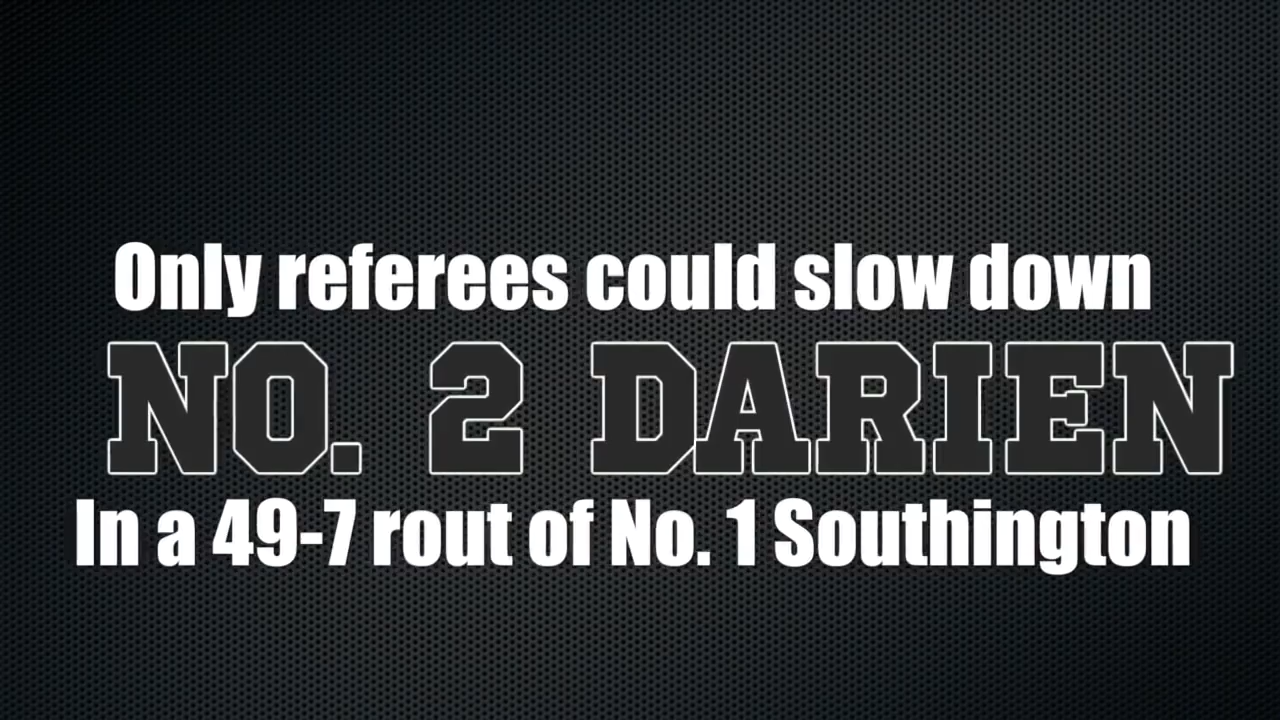 Only referees could slow down
NO. 2 DARIEN
In a 49-7 rout of No. 1 Southington